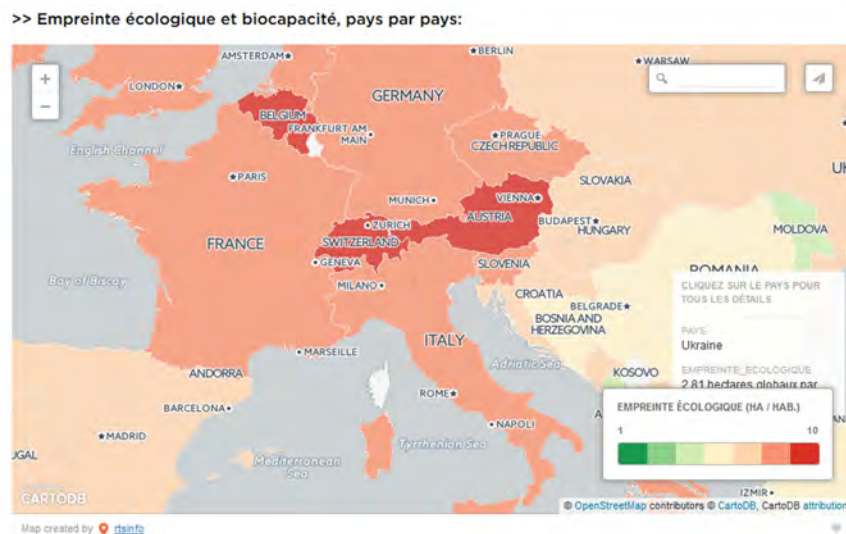 >> Empreinte écologique et biocapacité, pays par pays:
AMSTERDAM
BERLIN
WARSAW
LONDON
GERMANY
BELGIUM
FRANKFURT AM
MAIN
PRAGUE
CZECH REPUBLIC
English Channel
PARIS
SLOVAKIA
MUNICH
VIENNA
AUSTRIA
BUDAPEST
HUNGARY
MOLDOVA
ZÜRICH
SWITZERLAND
FRANCE
GENEVA
SLOVENIA
ROMANIA
Bay of Biscay
MILANO
CROATIA
BELGRADE
BOSNIA AND
HERZEGOVINA
CLIQUEZ SUR LE PAYS POUR
TOUS LES DÉTAILS
PAYS
Ukraine
ITALY
MARSEILLE
Adriatic Sea
ANDORRA
KOSOVO
EMPREINTE_ECOLOGIQUE
2.81 hectares globaux par
ROME
BARCELONA
EMPREINTE ÉCOLOGIQUE (HA / HAB.)
1 10
NAPOLI
MADRID
Tyrrhenian Sea
UGAL
Mediterranean
Sea
IZMIR
CARTODB
© OpenStreetMap contributors © CartoDB, CartoDB attribution
Map created by rtsinfo